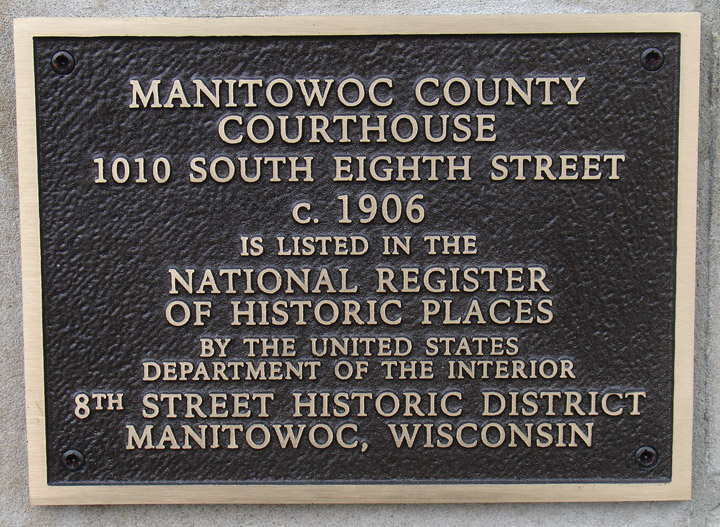 MANITOWOC COUNTY
COURTHOUSE
1010 SOUTH EIGHTH STREET
C. 1906
IS LISTED IN THE
NATIONAL REGISTER
OF HISTORIC PLACES
BY THE UNITED STATES
DEPARTMENT OF THE INTERIOR
8TH STREET HISTORIC DISTRICT
MANITOWOC, WISCONSIN